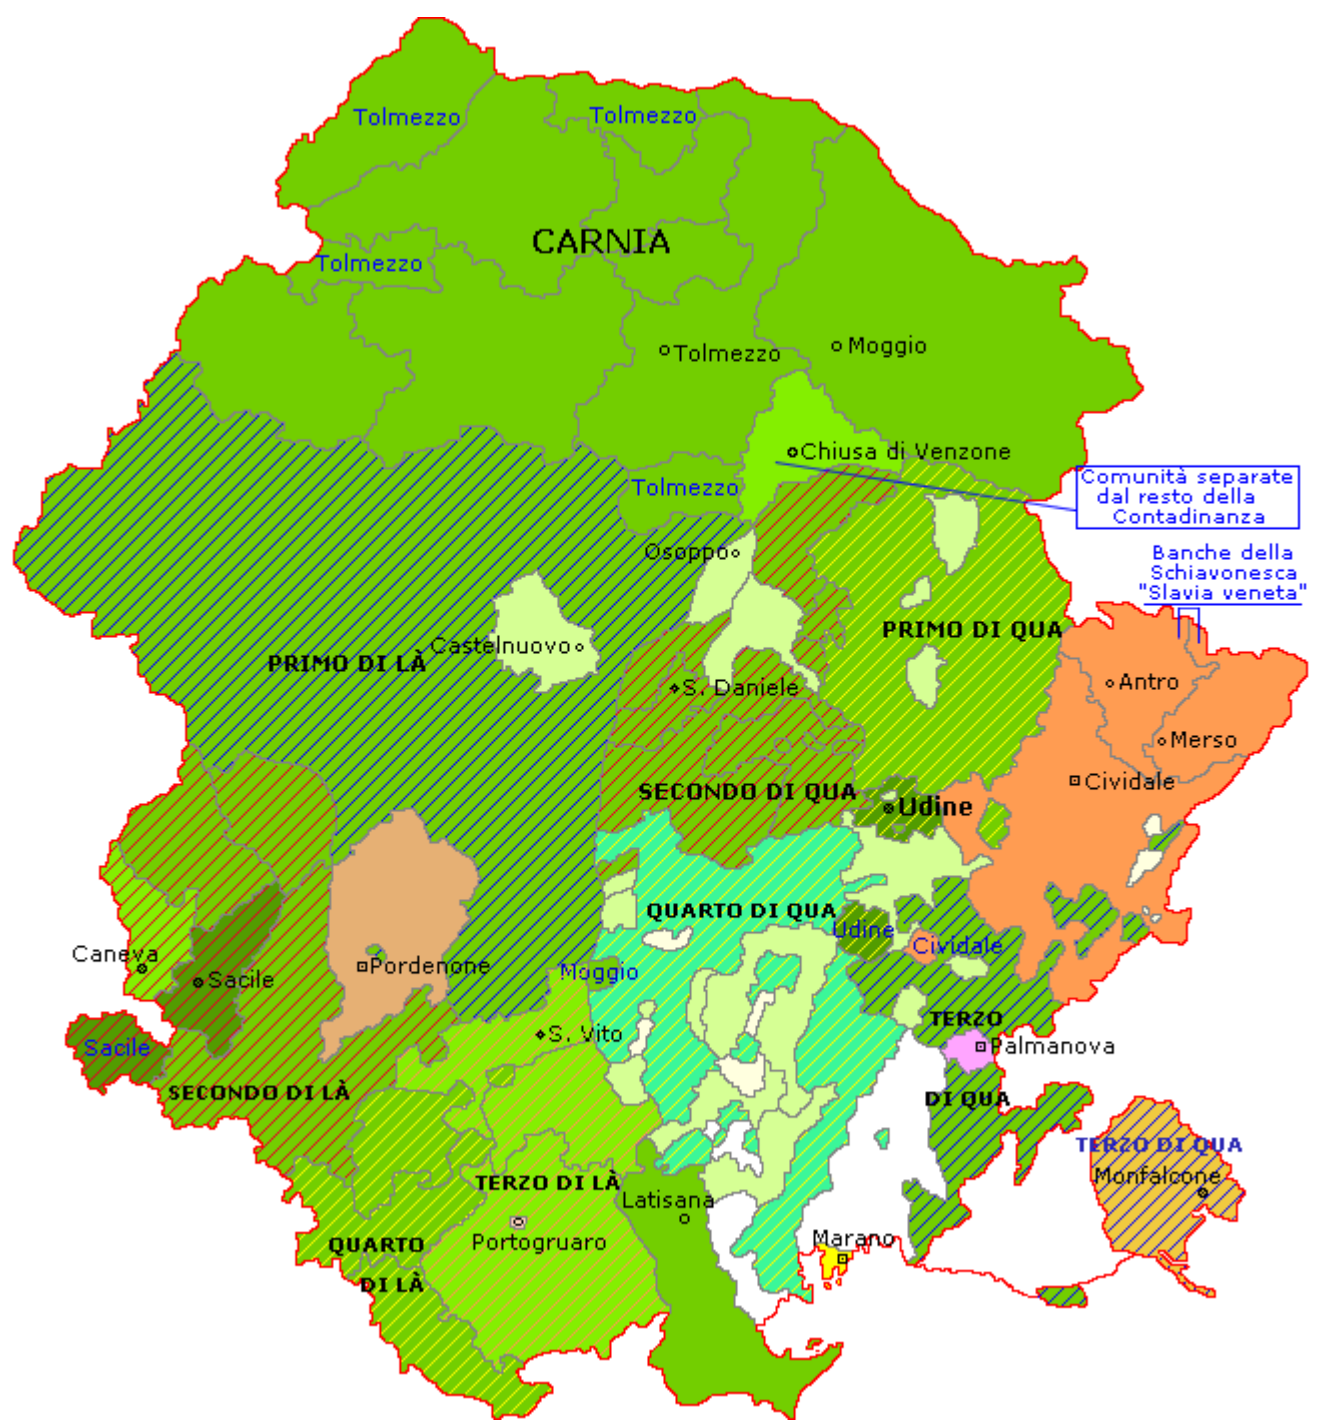 Tolmezzo
Tolmezzo
CARNIA
Tolmezzo
Moggio
Tolmezzo
Chiusa di Venzone
Tolmezzo
Comunità separate
dal resto della
Contadinanza
Osoppo
Banche della
Schiavonesca
"Slavia veneta"
PRIMO DI QUA
Castelnuovo
PRIMO DI LÀ
S. Daniele
Antro
Merso
Cividale
SECONDO DI QUA
Udine
QUARTO DI QUA
Udine
Cividale
Caneva
Sacile
Pordenone
Moggio
TERZO
S. Vito
Palmanova
Sacile
SECONDO DI LÀ
DI QUA
TERZO DI QUA
Monfalcone
TERZO DI LÀ
Latisana
Portogruaro
Marano
QUARTO
DI LÀ